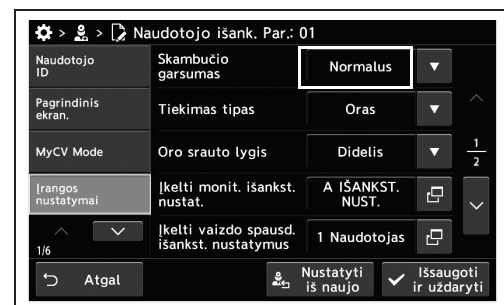 > > Naudotojo išank. Par.: 01
Naudotojo
ID
Skambučio
garsumas
Normalus
Pagrindinis
ekran.
Tiekimas tipas
Oras
MyCV Mode
Oro srauto lygis
Didelis
1
2
Įrangos
nustatymai
Įkelti monit. išankst.
nustat.
A IŠANKST.
NUST.
1/6
Įkelti vaizdo spausd.
išankst. nustatymus
1 Naudotojas
Atgal
Nustatyti
iš naujo
Išsaugoti
ir uždaryti